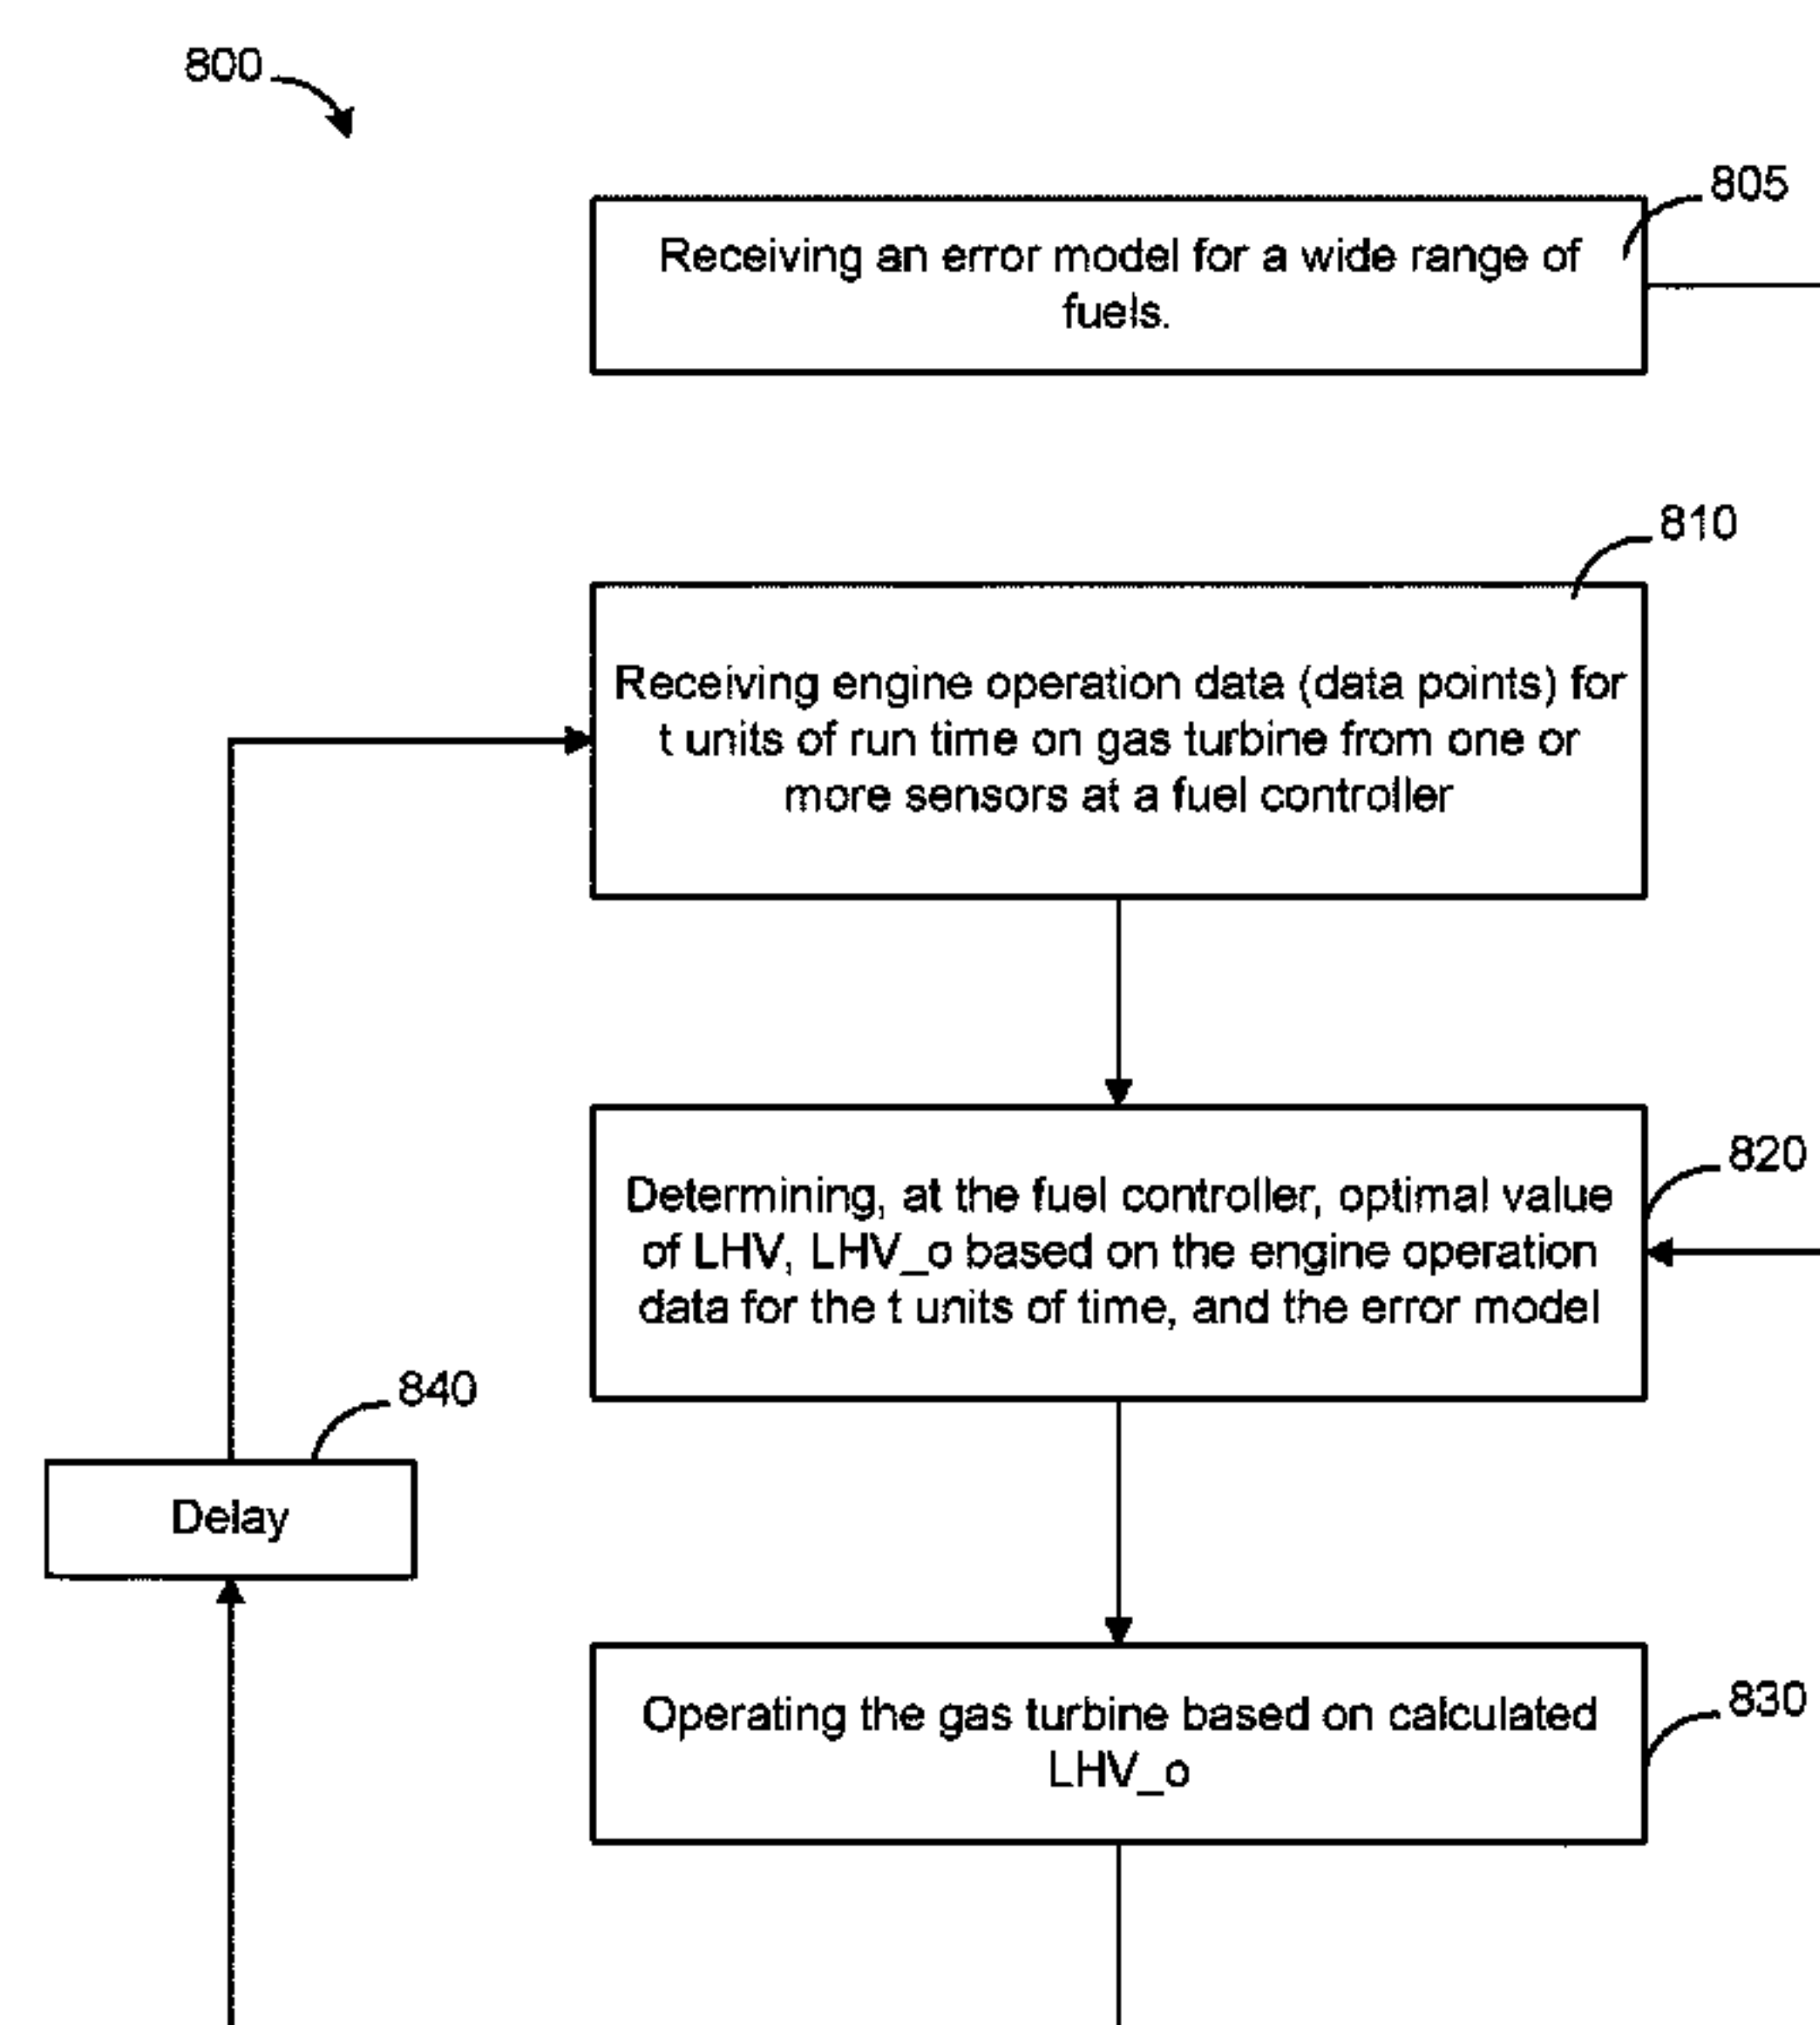 800
805
Receiving an error model for a wide range of
fuels.
810
Receiving engine operation data (data points) for
t units of run time on gas turbine from one or
more sensors at a fuel controller
820
Determining, at the fuel controller, optimal value
of LHV, LHV_o based on the engine operation
data for the t units of time, and the error model
840
Delay
830
Operating the gas turbine based on calculated
LHV_o